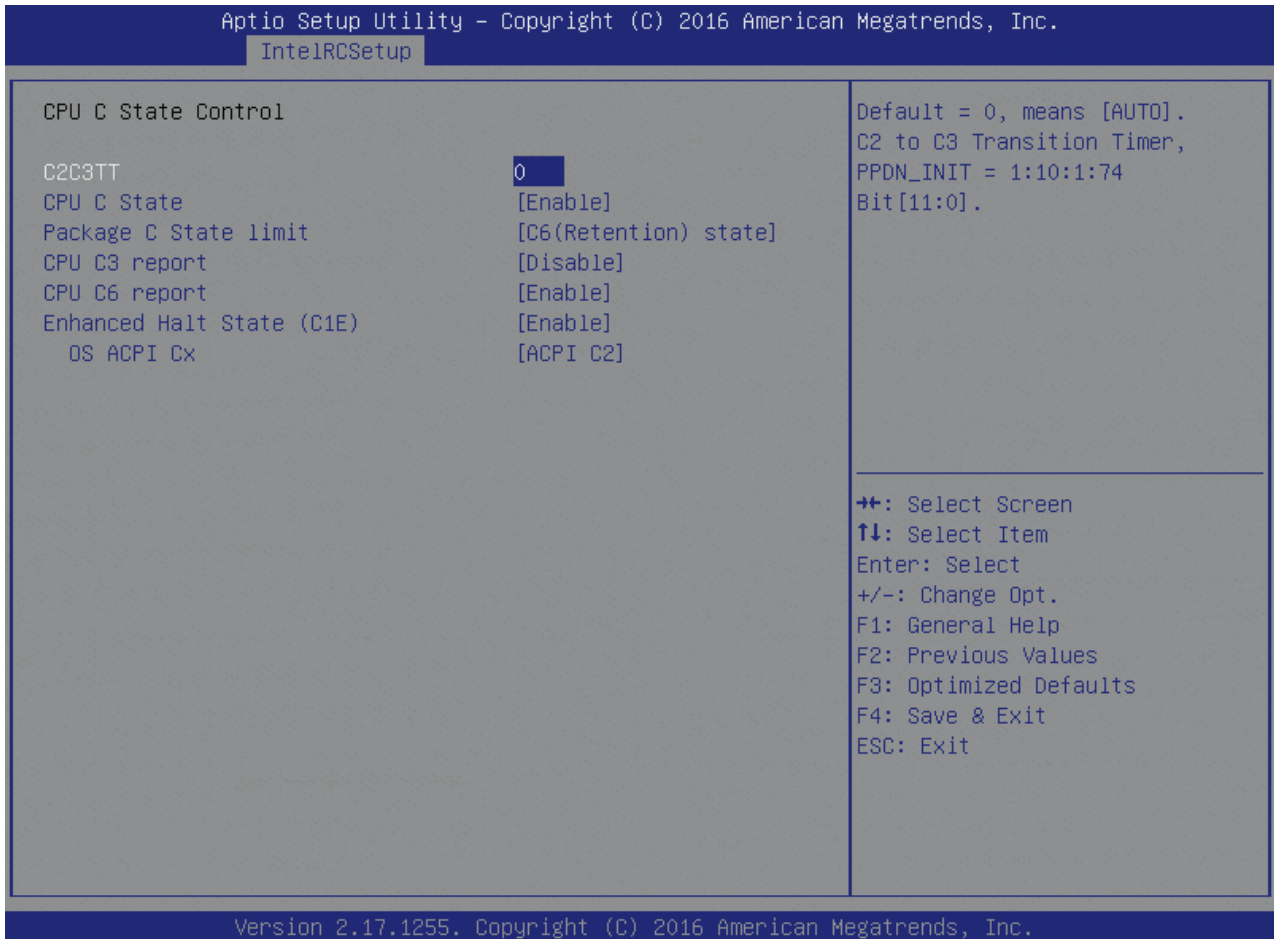 Aptio Setup Utility – Copyright (C) 2016 American Megatrends, Inc.
IntelRCSetup
CPU C State Control
C2C3TT 0
CPU C State [Enable]
Package C State limit [C6(Retention) state]
CPU C3 report [Disable]
CPU C6 report [Enable]
Enhanced Halt State (C1E) [Enable]
OS ACPI Cx [ACPI C2]
Default = 0, means [AUTO].
C2 to C3 Transition Timer,
PPDN_INIT = 1:10:1:74
Bit[11:0].
→←: Select Screen
↑↓: Select Item
Enter: Select
+/-: Change Opt.
F1: General Help
F2: Previous Values
F3: Optimized Defaults
F4: Save & Exit
ESC: Exit
Version 2.17.1255. Copyright (C) 2016 American Megatrends, Inc.